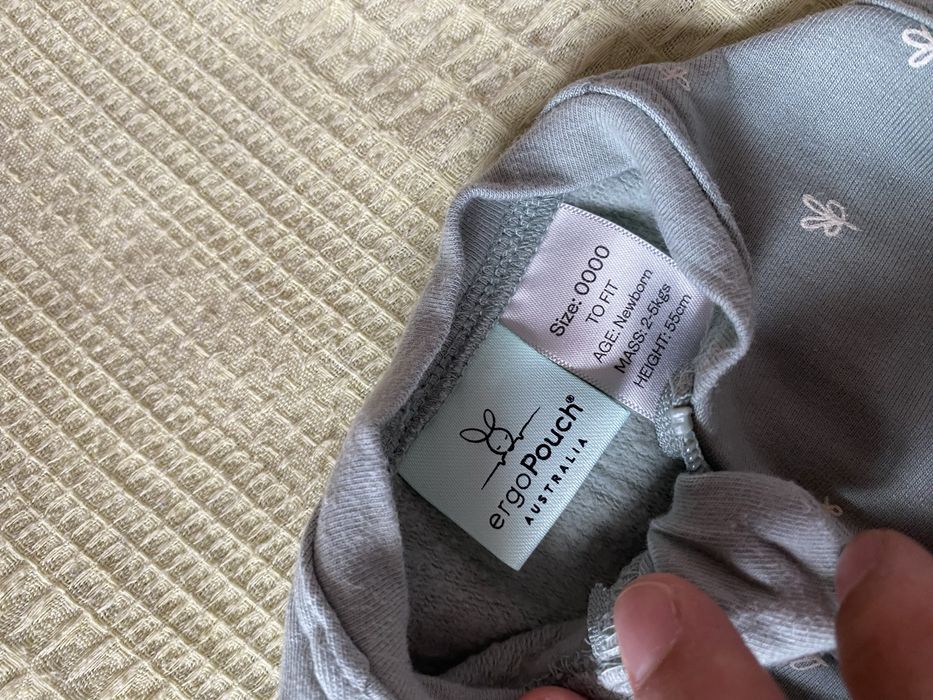 Size: 0000
TO FIT
AGE: Newborn
MASS: 2-5kgs
HEIGHT: 55cm
ergoPouch®
AUSTRALIA